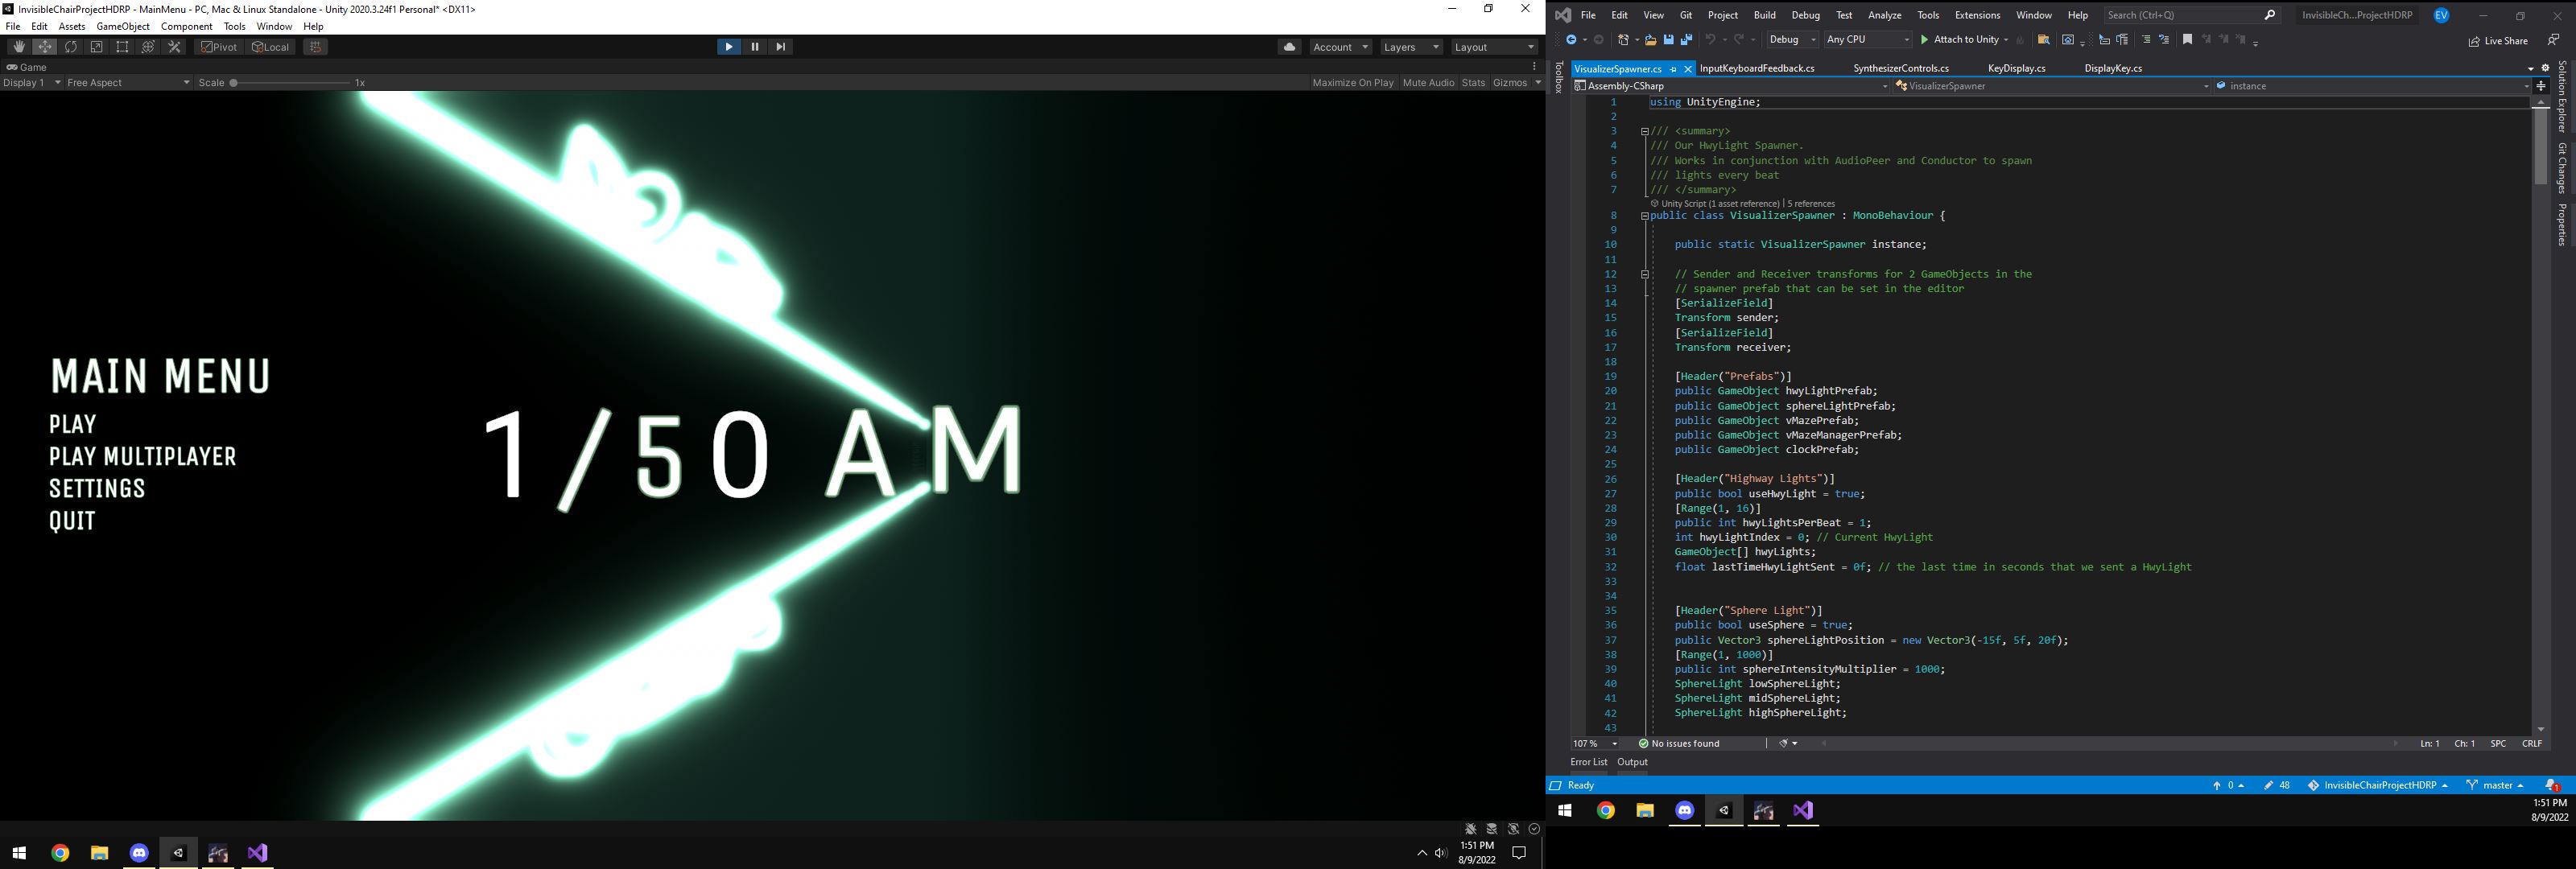 InvisibleChairProjectHDRP - MainMenu - PC, Mac & Linux Standalone - Unity 2020.3.24f1 Personal* <DX11>
File Edit Assets GameObject Component Tools Window Help
Pivot Local Account Layers Layout
Game
Display 1 Free Aspect Scale 1x Maximize On Play Mute Audio Stats Gizmos
MAIN MENU
PLAY
PLAY MULTIPLAYER
SETTINGS
QUIT
1/50 AM
1:51 PM
8/9/2022
File Edit View Git Project Build Debug Test Analyze Tools Extensions Window Help Search (Ctrl+Q) InvisibleCh...ProjectHDRP EV
Debug Any CPU Attach to Unity Live Share
VisualizerSpawner.cs InputKeyboardFeedback.cs SynthesizerControls.cs KeyDisplay.cs DisplayKey.cs
Assembly-CSharp VisualizerSpawner instance
Toolbox
1 using UnityEngine;
2
3 /// <summary>
4 /// Our HwyLight Spawner.
5 /// Works in conjunction with AudioPeer and Conductor to spawn
6 /// lights every beat
7 /// </summary>
Unity Script (1 asset reference) | 5 references
8 public class VisualizerSpawner : MonoBehaviour {
9
10 public static VisualizerSpawner instance;
11
12 // Sender and Receiver transforms for 2 GameObjects in the
13 // spawner prefab that can be set in the editor
14 [SerializeField]
15 Transform sender;
16 [SerializeField]
17 Transform receiver;
18
19 [Header("Prefabs")]
20 public GameObject hwyLightPrefab;
21 public GameObject sphereLightPrefab;
22 public GameObject vMazePrefab;
23 public GameObject vMazeManagerPrefab;
24 public GameObject clockPrefab;
25
26 [Header("Highway Lights")]
27 public bool useHwyLight = true;
28 [Range(1, 16)]
29 public int hwyLightsPerBeat = 1;
30 int hwyLightIndex = 0; // Current HwyLight
31 GameObject[] hwyLights;
32 float lastTimeHwyLightSent = 0f; // the last time in seconds that we sent a HwyLight
33
34
35 [Header("Sphere Light")]
36 public bool useSphere = true;
37 public Vector3 sphereLightPosition = new Vector3(-15f, 5f, 20f);
38 [Range(1, 1000)]
39 public int sphereIntensityMultiplier = 1000;
40 SphereLight lowSphereLight;
41 SphereLight midSphereLight;
42 SphereLight highSphereLight;
43
Solution Explorer
Git Changes
Properties
107 % No issues found Ln: 1 Ch: 1 SPC CRLF
Error List Output
Ready 0 48 InvisibleChairProjectHDRP master 1
1:51 PM
8/9/2022